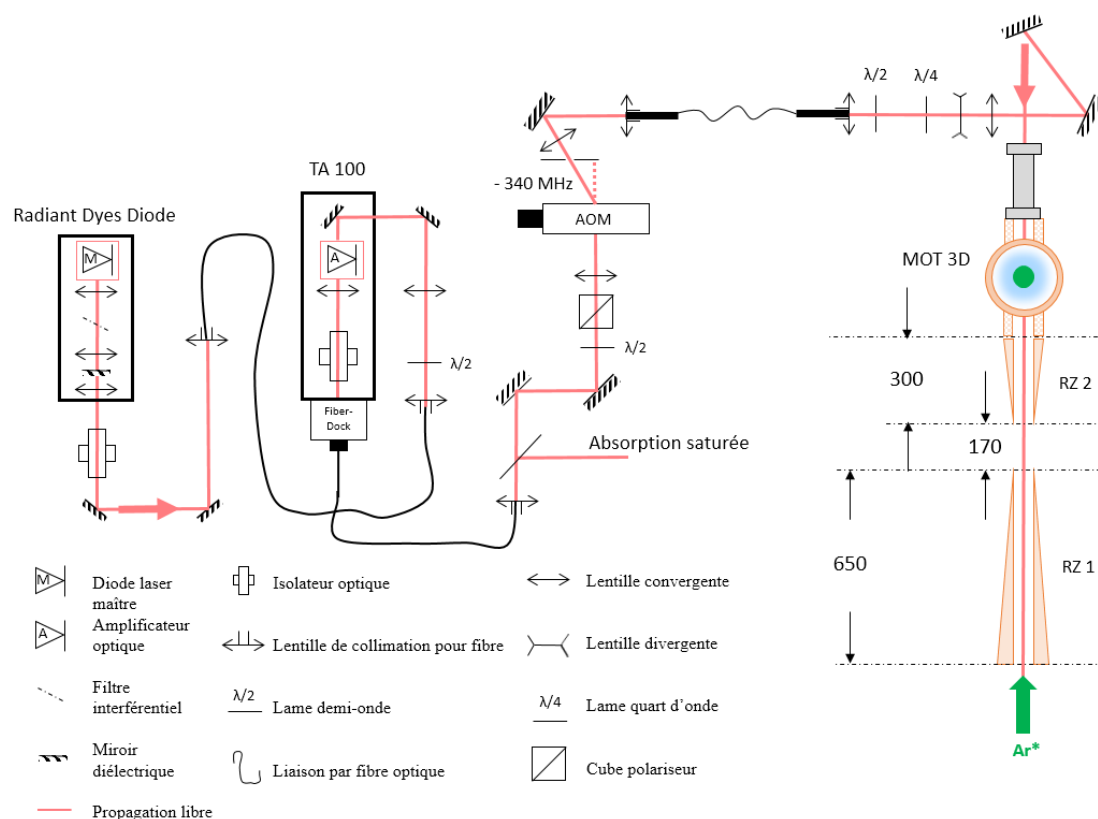 λ/2
λ/4
TA 100
- 340 MHz
Radiant Dyes Diode
AOM
M
A
MOT 3D
λ/2
λ/2
300
RZ 2
Fiber-
Dock
Absorption saturée
170
650
RZ 1
M
Diode laser
maître
Isolateur optique
Lentille convergente
A
Amplificateur
optique
Lentille de collimation pour fibre
Lentille divergente
Filtre
interférentiel
λ/2
Lame demi-onde
λ/4
Lame quart d’onde
Ar*
Miroir
diélectrique
Liaison par fibre optique
Cube polariseur
Propagation libre